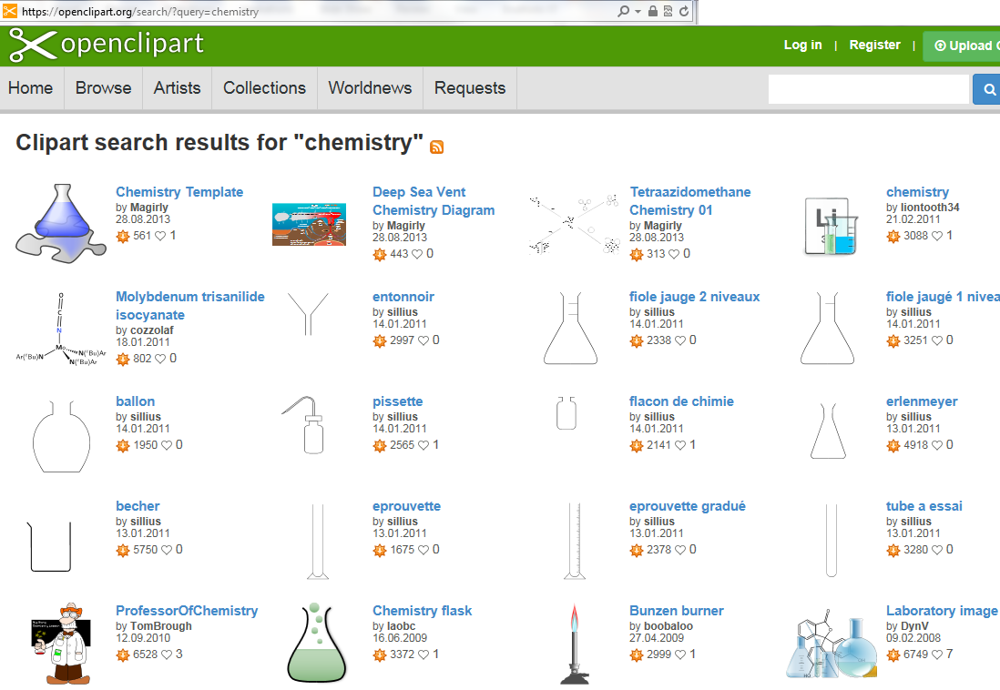 https://openclipart.org/search/?query=chemistry
openclipart
Log in | Register | Upload
Home Browse Artists Collections Worldnews Requests
Clipart search results for "chemistry"
Chemistry Template
by Magirly
28.08.2013
561 1
Deep Sea Vent
Chemistry Diagram
by Magirly
28.08.2013
443 0
Tetraazidomethane
Chemistry 01
by Magirly
28.08.2013
313 0
Li
3
chemistry
by liontooth34
21.02.2011
3088 1
O
C
N
Mo
Ar(tBu)N
N(tBu)Ar
N(tBu)Ar
Molybdenum trisanilide
isocyanate
by cozzolaf
18.01.2011
802 0
entonnoir
by sillius
14.01.2011
2997 0
fiole jauge 2 niveaux
by sillius
14.01.2011
2338 0
fiole jaugé 1 nivea
by sillius
14.01.2011
3251 0
ballon
by sillius
14.01.2011
1950 0
pissette
by sillius
14.01.2011
2565 1
flacon de chimie
by sillius
14.01.2011
2141 1
erlenmeyer
by sillius
13.01.2011
4918 0
becher
by sillius
13.01.2011
5750 0
eprouvette
by sillius
13.01.2011
1675 0
eprouvette gradué
by sillius
13.01.2011
2378 0
tube a essai
by sillius
13.01.2011
3280 0
ProfessorOfChemistry
by TomBrough
12.09.2010
6528 3
Chemistry flask
by laobc
16.06.2009
3372 1
Bunzen burner
by boobaloo
27.04.2009
2999 1
HO
Laboratory image
by DynV
09.02.2008
6749 7